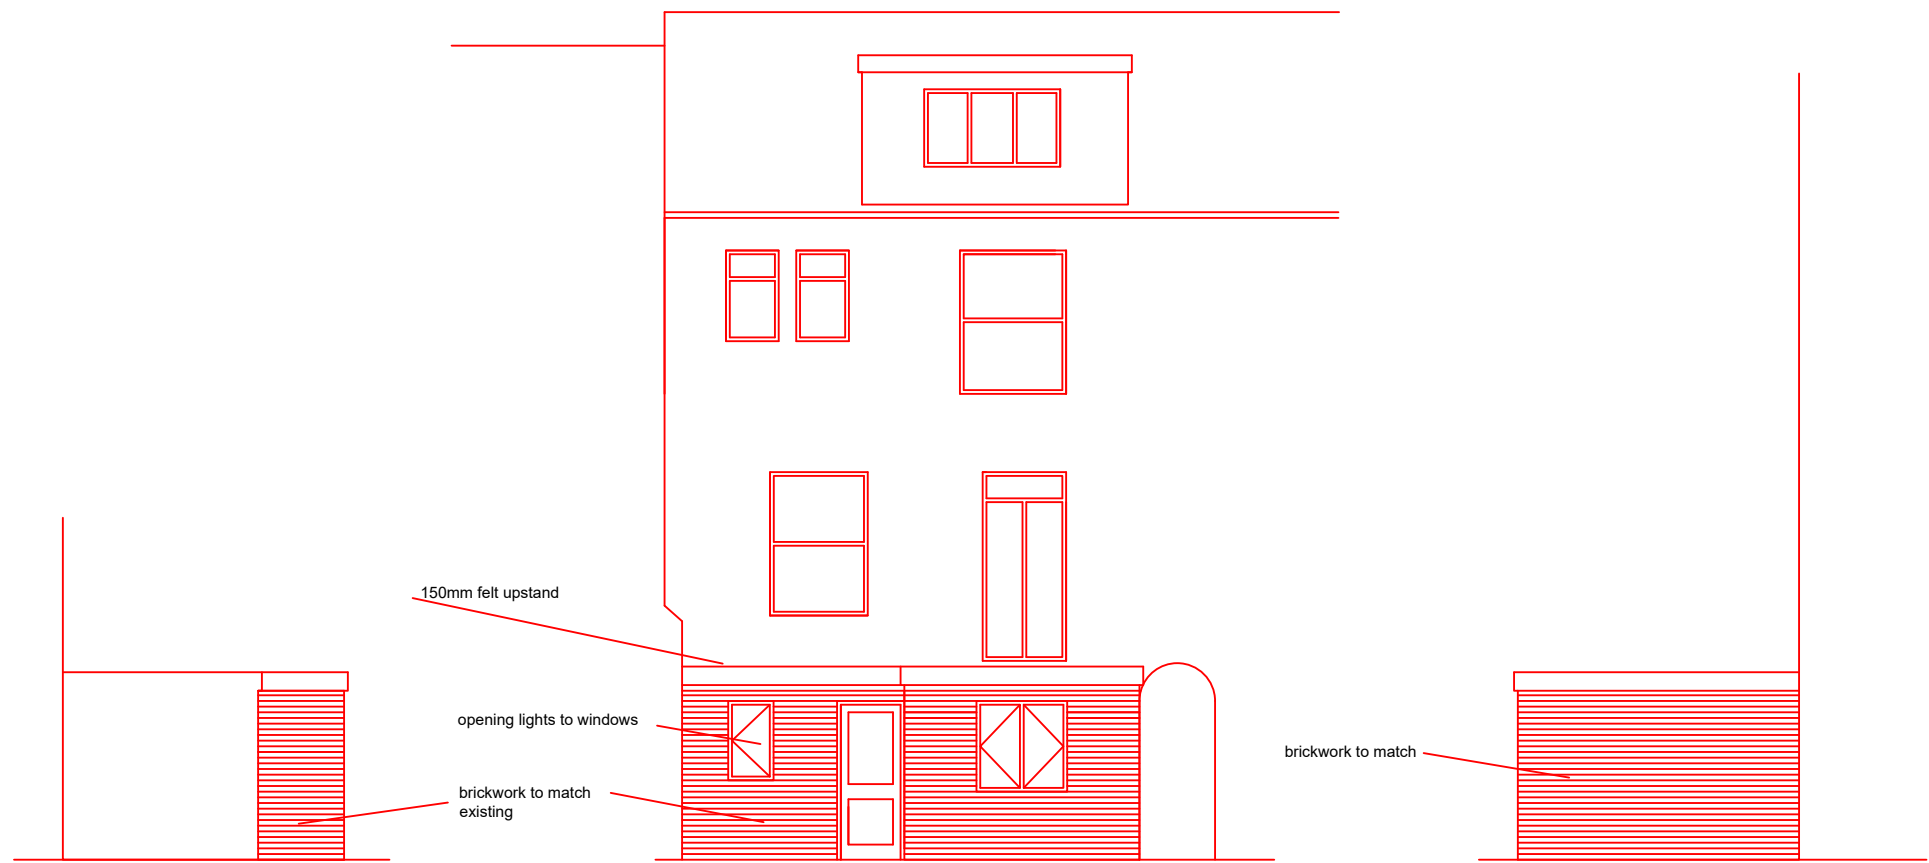 150mm felt upstand
opening lights to windows
brickwork to match
brickwork to match
existing